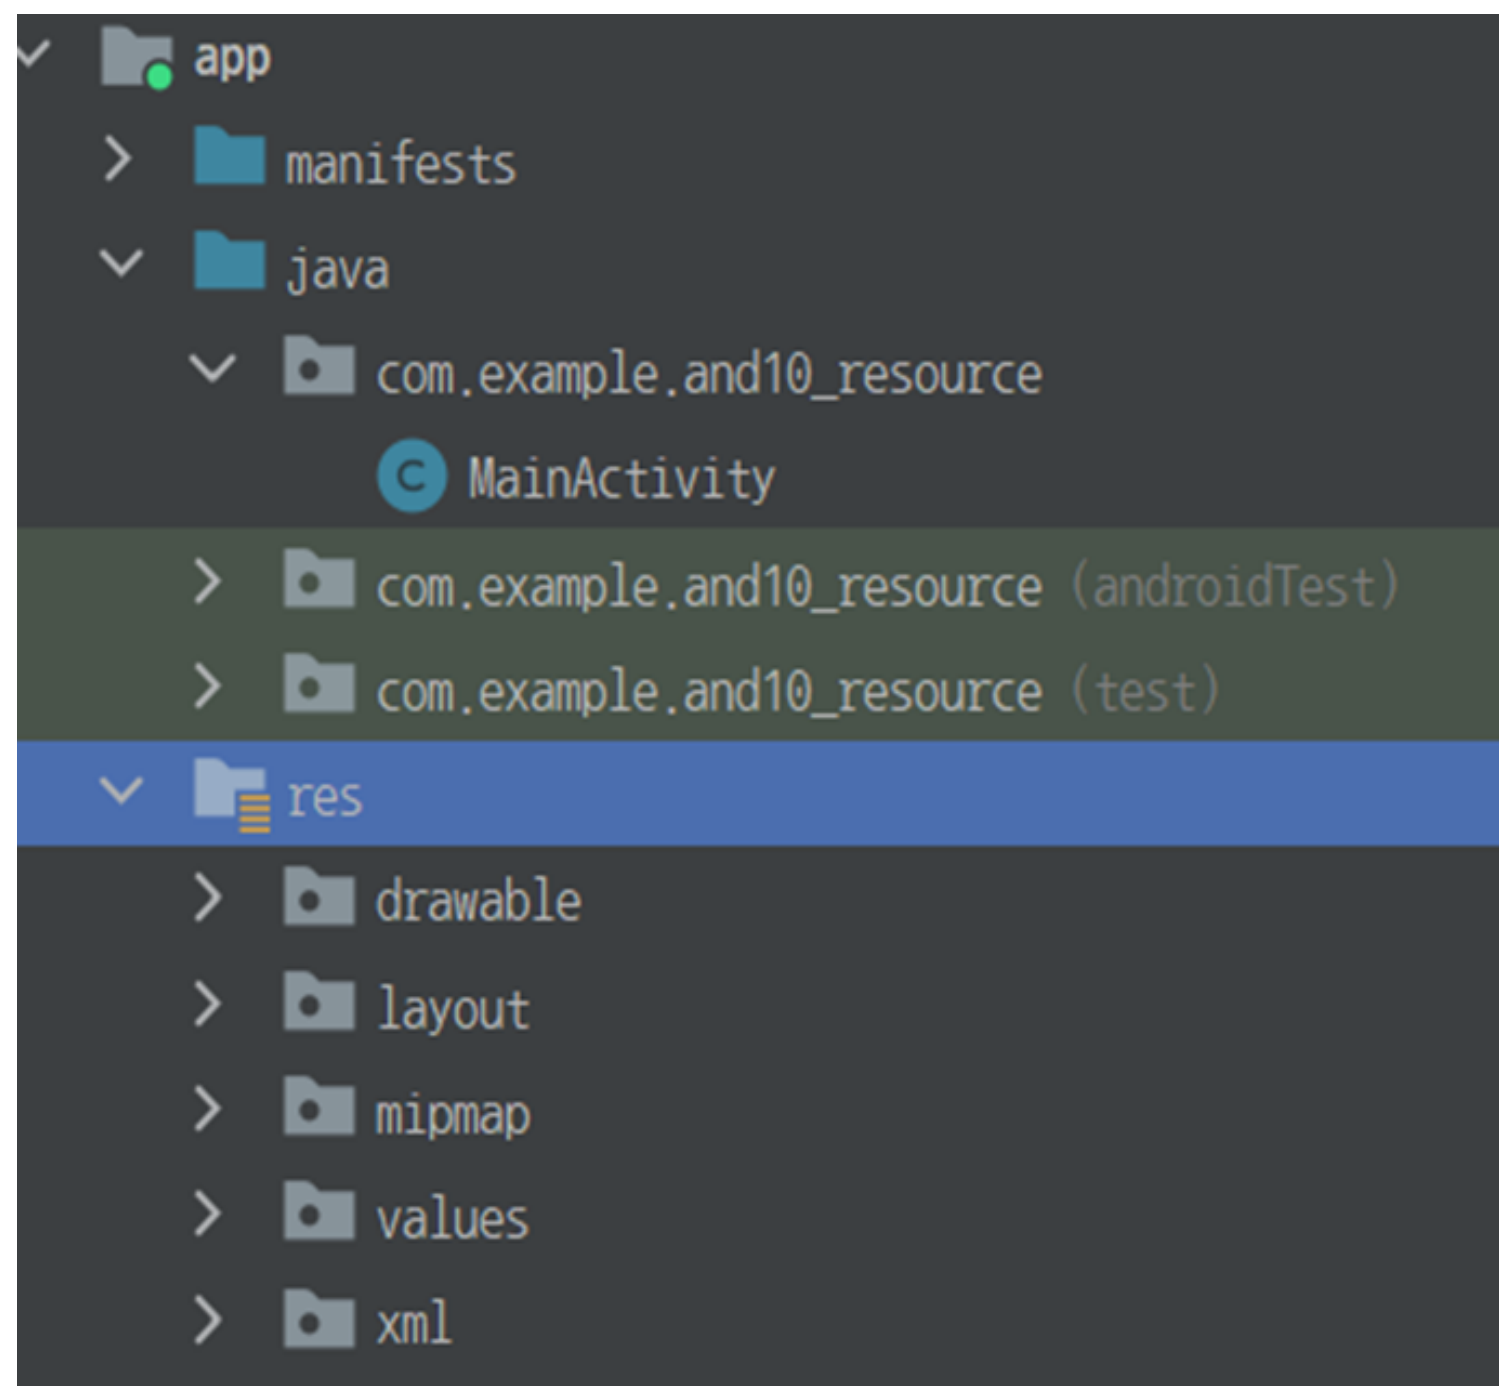 app
manifests
java
com.example.and10_resource
MainActivity
com.example.and10_resource (androidTest)
com.example.and10_resource (test)
res
drawable
layout
mipmap
values
xml